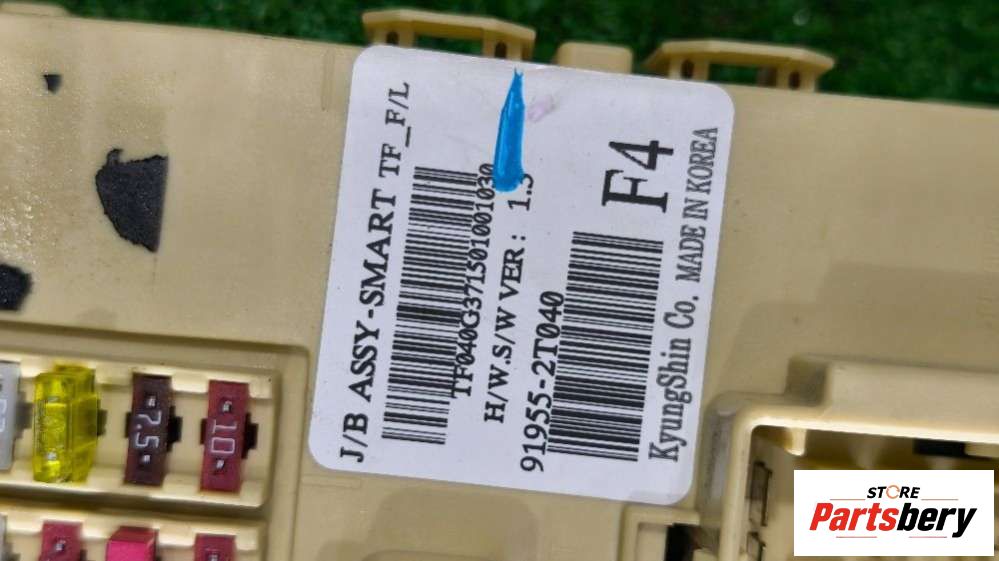 J/B ASSY-SMART TF_F/L
TF040G371501001030
H/W.S/W VER : 1.3
91955-2T040
F4
KyungShin Co. MADE IN KOREA
7.5
10
STORE
Partsbery